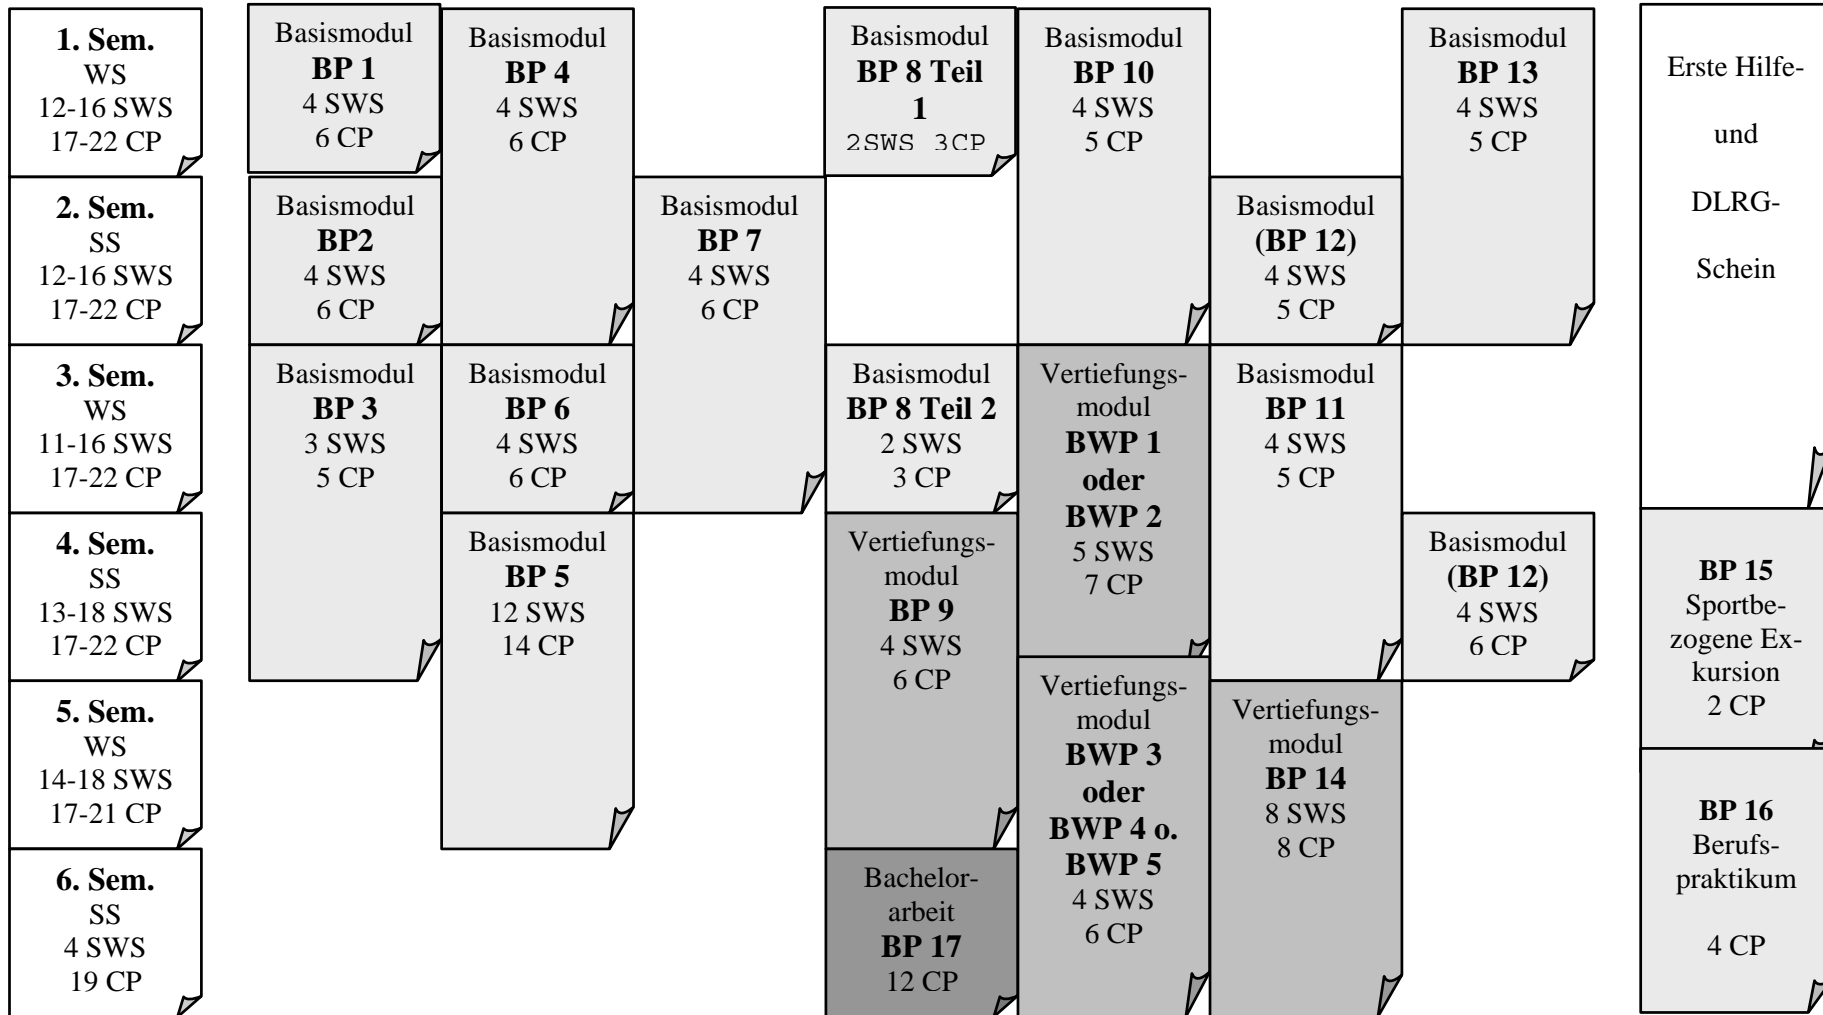 1. Sem.
WS
12-16 SWS
17-22 CP
Basismodul
BP 1
4 SWS
6 CP
Basismodul
BP 4
4 SWS
6 CP
Basismodul
BP 8 Teil
1
2SWS 3CP
Basismodul
BP 10
4 SWS
5 CP
Basismodul
BP 13
4 SWS
5 CP
Erste Hilfe-
und
DLRG-
Schein
2. Sem.
SS
12-16 SWS
17-22 CP
Basismodul
BP2
4 SWS
6 CP
Basismodul
BP 7
4 SWS
6 CP
Basismodul
(BP 12)
4 SWS
5 CP
3. Sem.
WS
11-16 SWS
17-22 CP
Basismodul
BP 3
3 SWS
5 CP
Basismodul
BP 6
4 SWS
6 CP
Basismodul
BP 8 Teil 2
2 SWS
3 CP
Vertiefungs-
modul
BWP 1
oder
BWP 2
5 SWS
7 CP
Basismodul
BP 11
4 SWS
5 CP
4. Sem.
SS
13-18 SWS
17-22 CP
Basismodul
BP 5
12 SWS
14 CP
Vertiefungs-
modul
BP 9
4 SWS
6 CP
Basismodul
(BP 12)
4 SWS
6 CP
BP 15
Sportbe-
zogene Ex-
kursion
2 CP
5. Sem.
WS
14-18 SWS
17-21 CP
Vertiefungs-
modul
BWP 3
oder
BWP 4 o.
BWP 5
4 SWS
6 CP
Vertiefungs-
modul
BP 14
8 SWS
8 CP
BP 16
Berufs-
praktikum
4 CP
6. Sem.
SS
4 SWS
19 CP
Bachelor-
arbeit
BP 17
12 CP